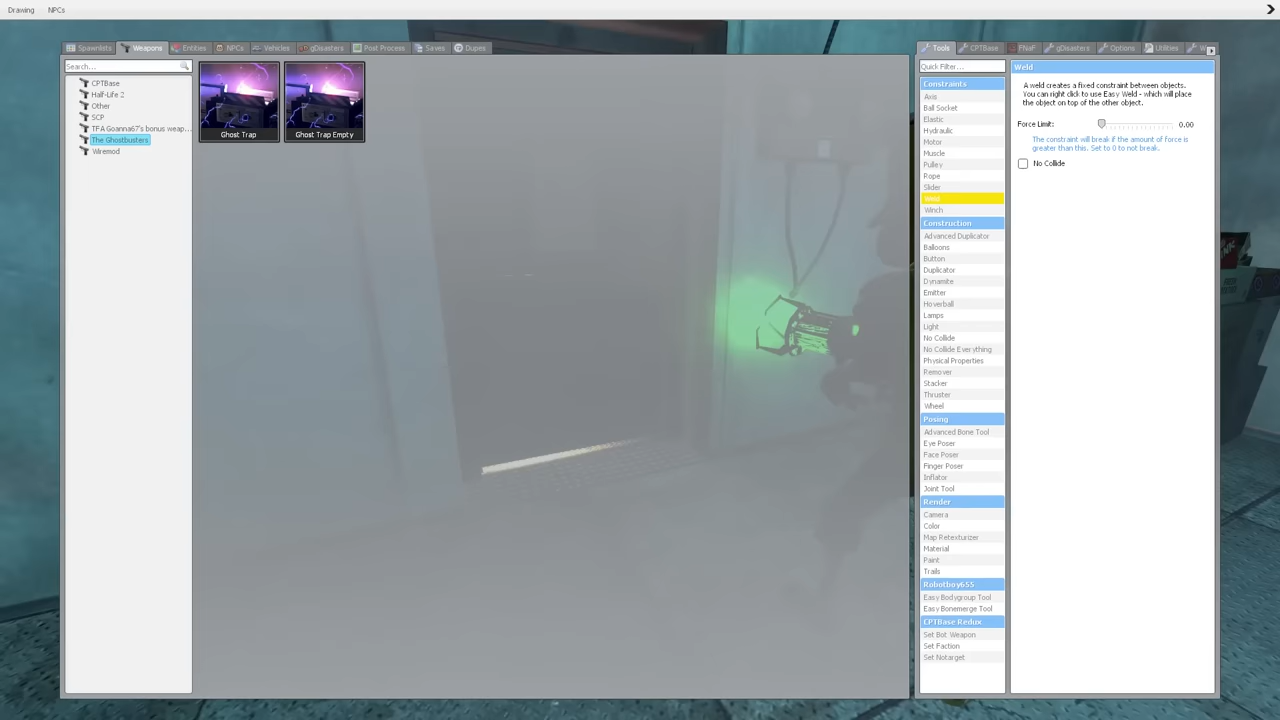 Drawing NPCs
Spawnlists Weapons Entities NPCs Vehicles gDisasters Post Process Saves Dupes
Search...
CPTBase
Half-Life 2
Other
SCP
TFA Goanna67's bonus weap...
The Ghostbusters
Wiremod
Ghost Trap
Ghost Trap Empty
Tools CPTBase FNaF gDisasters Options Utilities W
Quick Filter...
Constraints
Axis
Ball Socket
Elastic
Hydraulic
Motor
Muscle
Pulley
Rope
Slider
Weld
Winch
Construction
Advanced Duplicator
Balloons
Button
Duplicator
Dynamite
Emitter
Hoverball
Lamps
Light
No Collide
No Collide Everything
Physical Properties
Remover
Stacker
Thruster
Wheel
Posing
Advanced Bone Tool
Eye Poser
Face Poser
Finger Poser
Inflator
Joint Tool
Render
Camera
Color
Map Retexturizer
Material
Paint
Trails
Robotboy655
Easy Bodygroup Tool
Easy Bonemerge Tool
CPTBase Redux
Set Bot Weapon
Set Faction
Set Notarget
Weld
A weld creates a fixed constraint between objects.
You can right click to use Easy Weld - which will place
the object on top of the other object.
Force Limit: 0.00
The constraint will break if the amount of force is
greater than this. Set to 0 to not break.
No Collide